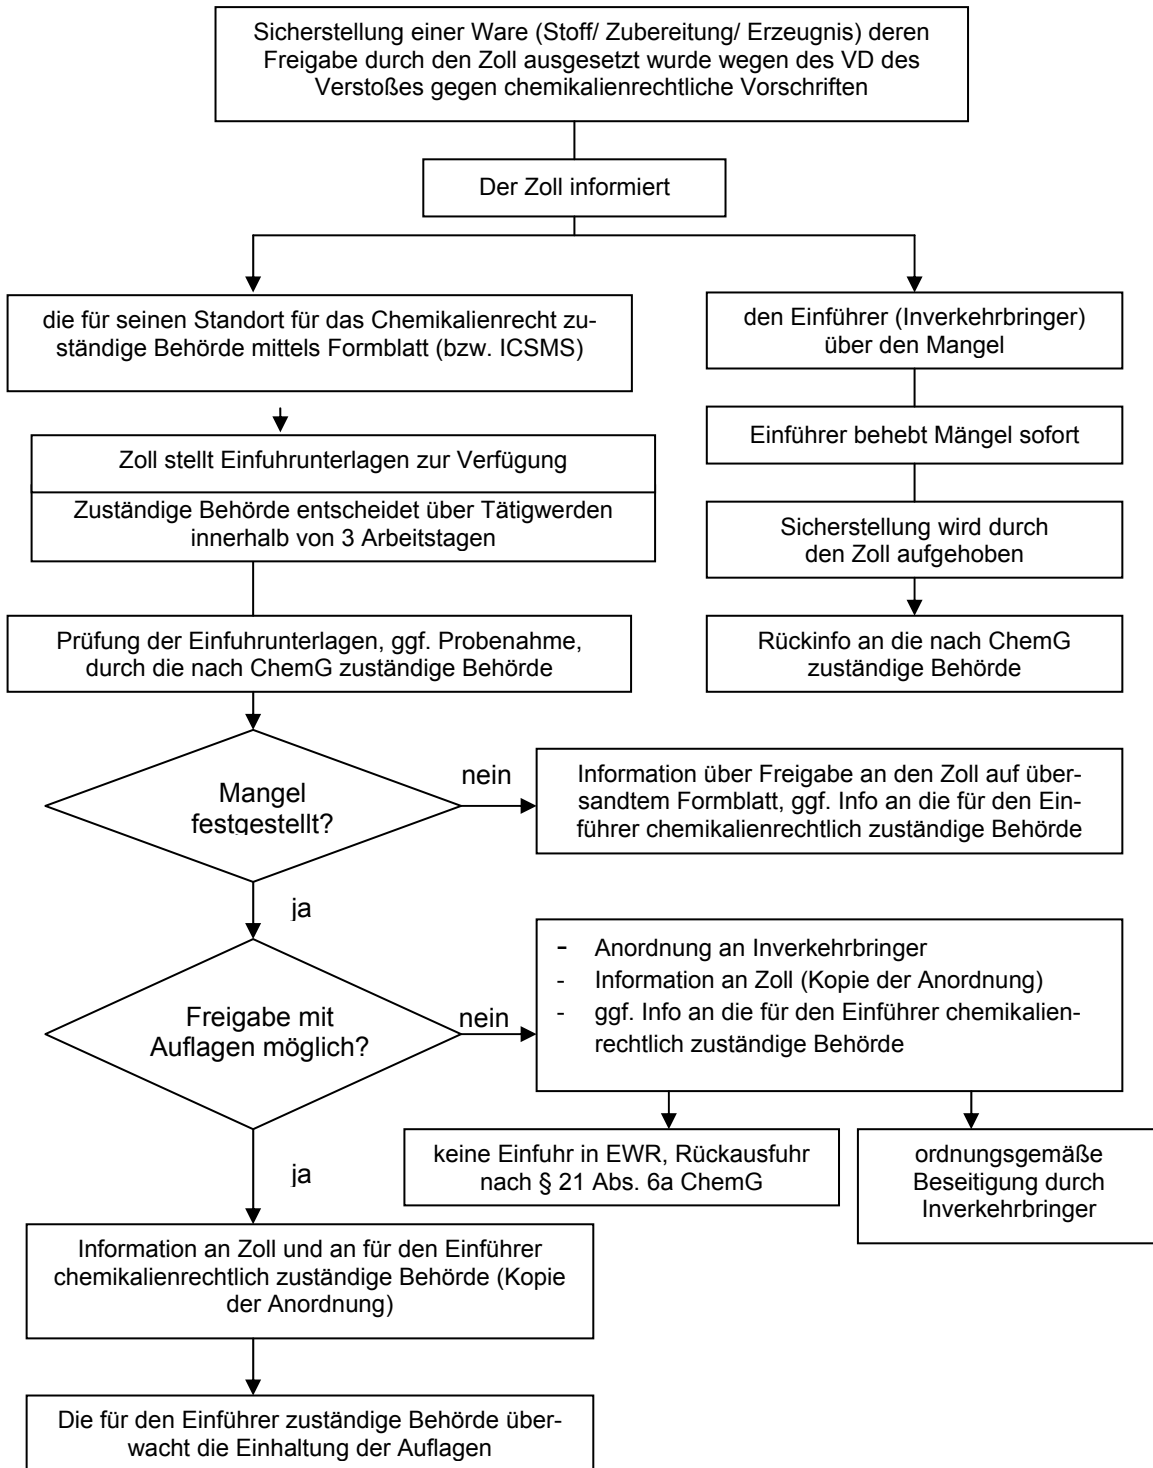 Sicherstellung einer Ware (Stoff/ Zubereitung/ Erzeugnis) deren
Freigabe durch den Zoll ausgesetzt wurde wegen des VD des
Verstoßes gegen chemikalienrechtliche Vorschriften
Der Zoll informiert
die für seinen Standort für das Chemikalienrecht zu-
ständige Behörde mittels Formblatt (bzw. ICSMS)
den Einführer (Inverkehrbringer)
über den Mangel
Zoll stellt Einfuhrunterlagen zur Verfügung
Zuständige Behörde entscheidet über Tätigwerden
innerhalb von 3 Arbeitstagen
Einführer behebt Mängel sofort
Sicherstellung wird durch
den Zoll aufgehoben
Prüfung der Einfuhrunterlagen, ggf. Probenahme,
durch die nach ChemG zuständige Behörde
Rückinfo an die nach ChemG
zuständige Behörde
Mangel
festgestellt?
nein
Information über Freigabe an den Zoll auf über-
sandtem Formblatt, ggf. Info an die für den Ein-
führer chemikalienrechtlich zuständige Behörde
ja
Freigabe mit
Auflagen möglich?
nein
- Anordnung an Inverkehrbringer
- Information an Zoll (Kopie der Anordnung)
- ggf. Info an die für den Einführer chemikalien-
rechtlich zuständige Behörde
keine Einfuhr in EWR, Rückausfuhr
nach § 21 Abs. 6a ChemG
ordnungsgemäße
Beseitigung durch
Inverkehrbringer
ja
Information an Zoll und an für den Einführer
chemikalienrechtlich zuständige Behörde (Kopie
der Anordnung)
Die für den Einführer zuständige Behörde über-
wacht die Einhaltung der Auflagen